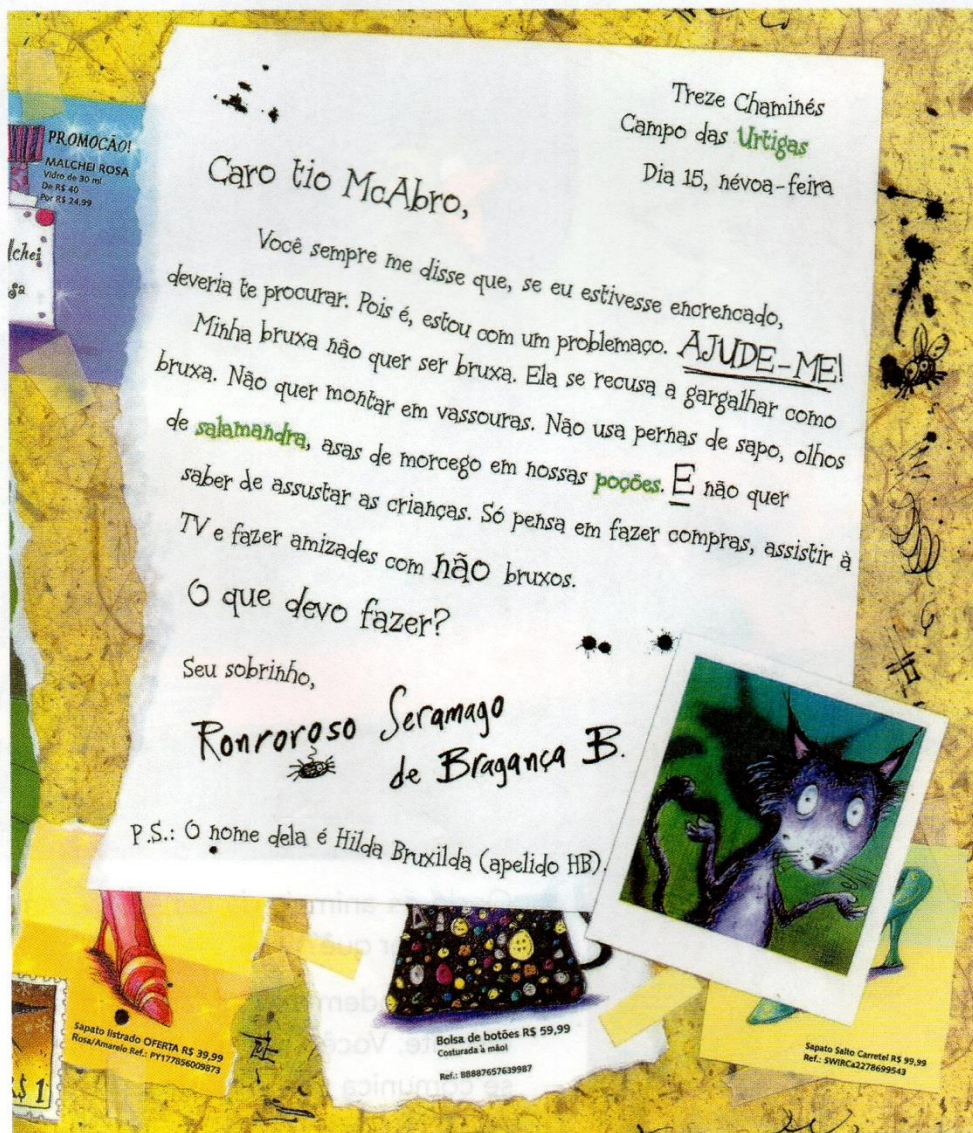 Treze Chaminés
Campo das Urtigas
Dia 15, névoa-feira
PROMOÇÃO!
MALCHEI ROSA
Vidro de 30 ml
De R$ 40
Por R$ 24,99
lchei
sa
Caro tio McAbro,
Você sempre me disse que, se eu estivesse encrencado,
deveria te procurar. Pois é, estou com um problemaço. AJUDE-ME!
Minha bruxa não quer ser bruxa. Ela se recusa a gargalhar como
bruxa. Não quer montar em vassouras. Não usa pernas de sapo, olhos
de salamandra, asas de morcego em nossas poções. E não quer
saber de assustar as crianças. Só pensa em fazer compras, assistir à
TV e fazer amizades com não bruxos.
O que devo fazer?
Seu sobrinho,
Ronroroso Seramago
de Bragança B.
P.S.: O nome dela é Hilda Bruxilda (apelido HB).
Sapato listrado OFERTA R$ 39,99
Rosa/Amarelo Ref.: PY177856009873
R$ 1
Bolsa de botões R$ 59,99
Costurada à mão!
Ref.: 88887657639987
Sapato Salto Carretel R$ 99,99
Ref.: SWIRCa2278699543